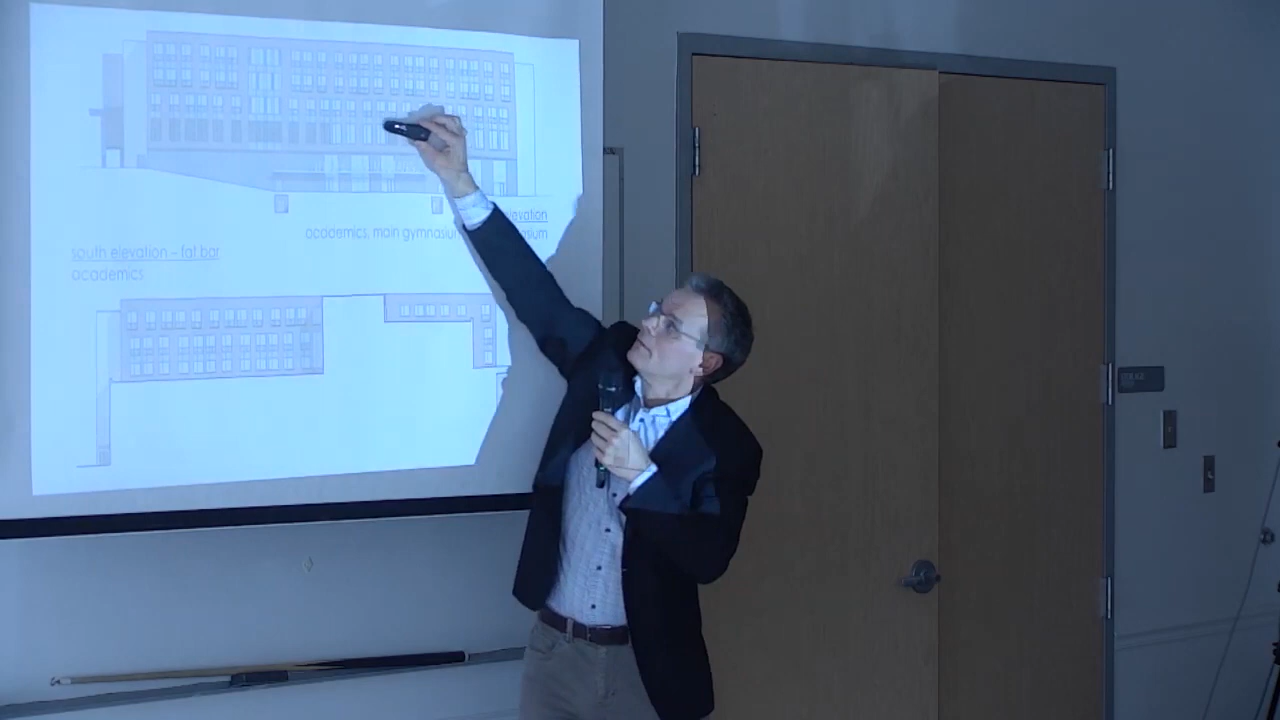 elevation
academics, main gymnasium
south elevation – fat bar
academics